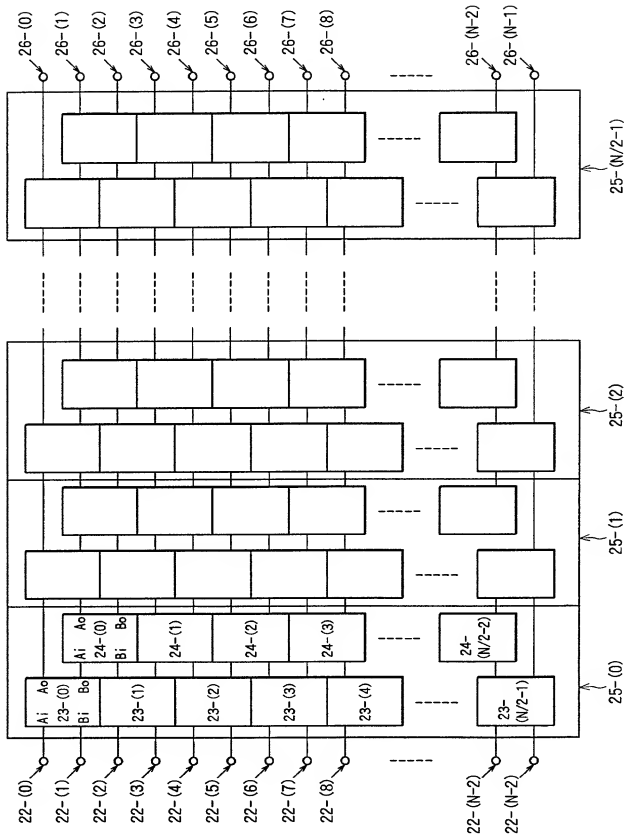 22-(0)
22-(1)
22-(2)
22-(3)
22-(4)
22-(5)
22-(6)
22-(7)
22-(8)
22-(N-2)
22-(N-2)
Ai Ao
23-(0)
Bi Bo
23-(1)
23-(2)
23-(3)
23-(4)
23-
(N/2-1)
Ai Ao
24-(0)
Bi Bo
24-(1)
24-(2)
24-(3)
24-
(N/2-2)
25-(0)
25-(1)
25-(2)
25-(N/2-1)
26-(0)
26-(1)
26-(2)
26-(3)
26-(4)
26-(5)
26-(6)
26-(7)
26-(8)
26-(N-2)
26-(N-1)